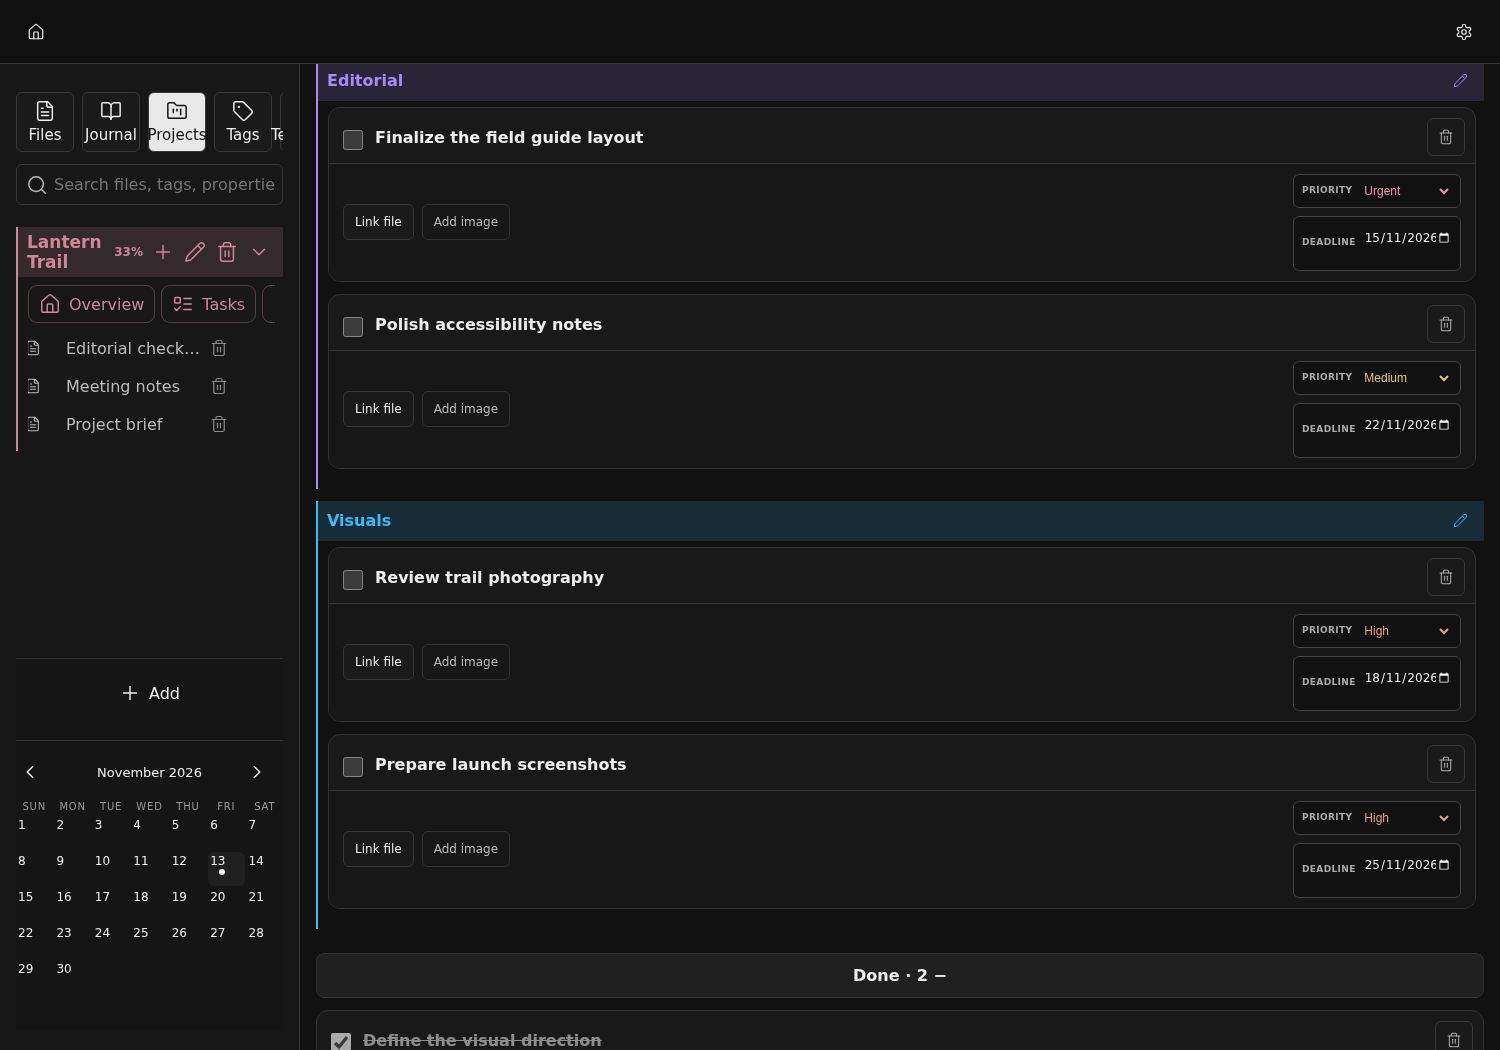 Files
Journal
Projects
Tags
Te
Search files, tags, propertie
Lantern
Trail
33%
Overview
Tasks
Editorial check...
Meeting notes
Project brief
Add
November 2026
SUN MON TUE WED THU FRI SAT
1 2 3 4 5 6 7
8 9 10 11 12 13 14
15 16 17 18 19 20 21
22 23 24 25 26 27 28
29 30
Editorial
Finalize the field guide layout
Link file
Add image
PRIORITY Urgent
DEADLINE 15/11/2026
Polish accessibility notes
Link file
Add image
PRIORITY Medium
DEADLINE 22/11/2026
Visuals
Review trail photography
Link file
Add image
PRIORITY High
DEADLINE 18/11/2026
Prepare launch screenshots
Link file
Add image
PRIORITY High
DEADLINE 25/11/2026
Done · 2 −
Define the visual direction